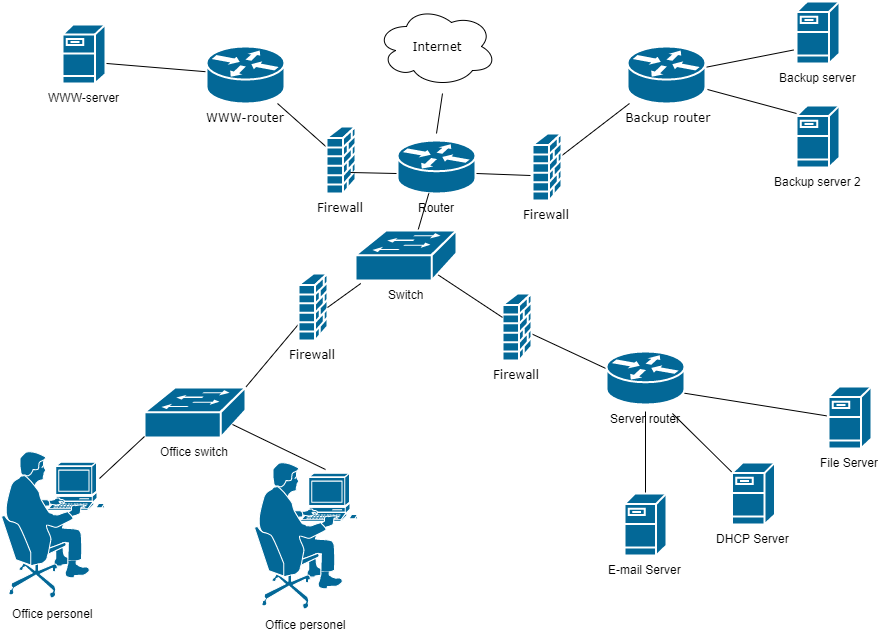 Internet
WWW-server
WWW-router
Backup router
Backup server
Backup server 2
Firewall
Router
Firewall
Switch
Firewall
Firewall
Server router
Office switch
File Server
DHCP Server
E-mail Server
Office personel
Office personel